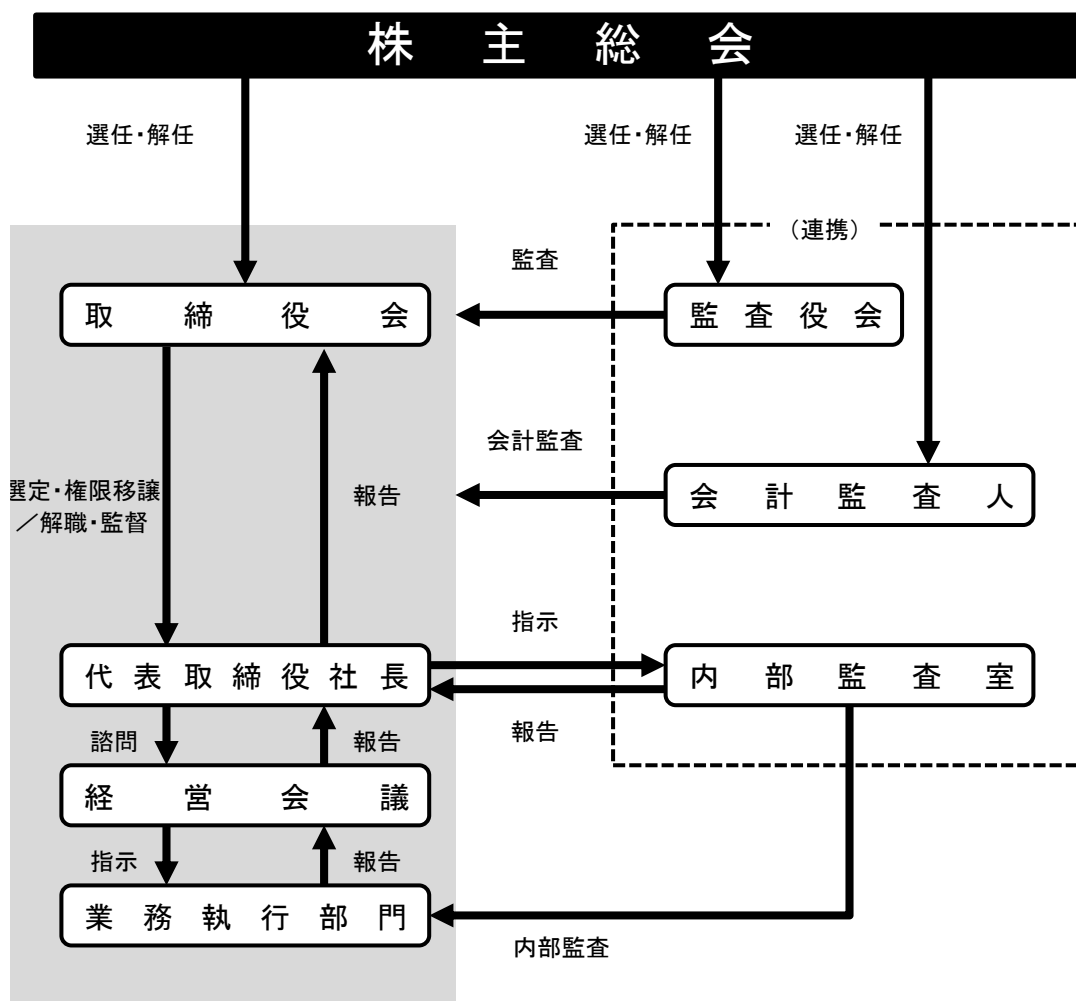 株主総会
選任・解任
選任・解任
選任・解任
（連携）
監査
取締役会
監査役会
会計監査
会計監査人
選定・権限移譲
／解職・監督
報告
指示
代表取締役社長
内部監査室
報告
諮問
報告
経営会議
指示
報告
業務執行部門
内部監査